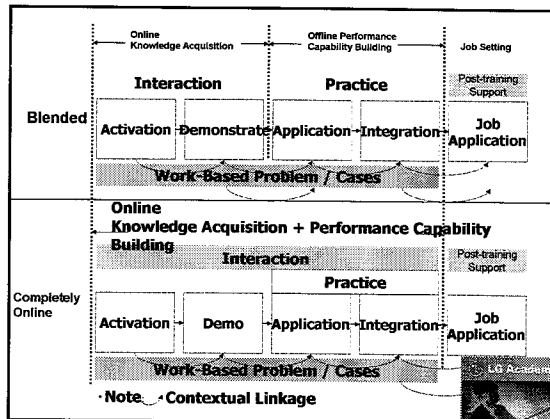 Online
Knowledge Acquisition
Offline Performance
Capability Building
Job Setting
Interaction
Practice
Post-training
Support
Blended
Activation
Demonstrate
Application
Integration
Job
Application
Work-Based Problem / Cases
Online
Knowledge Acquisition + Performance Capability
Building
Interaction
Post-training
Support
Practice
Completely
Online
Activation
Demo
Application
Integration
Job
Application
Work-Based Problem / Cases
LG Academy
• Note Contextual Linkage